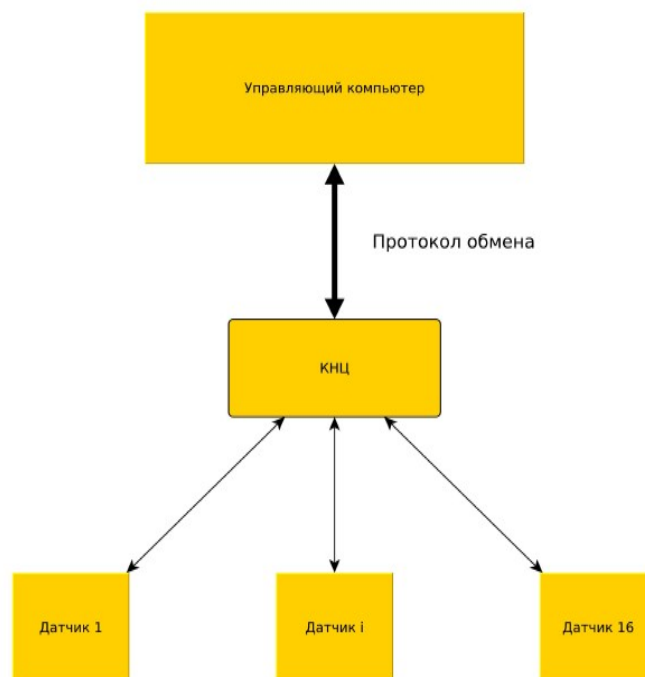 Управляющий компьютер
Протокол обмена
КНЦ
Датчик 1
Датчик i
Датчик 16